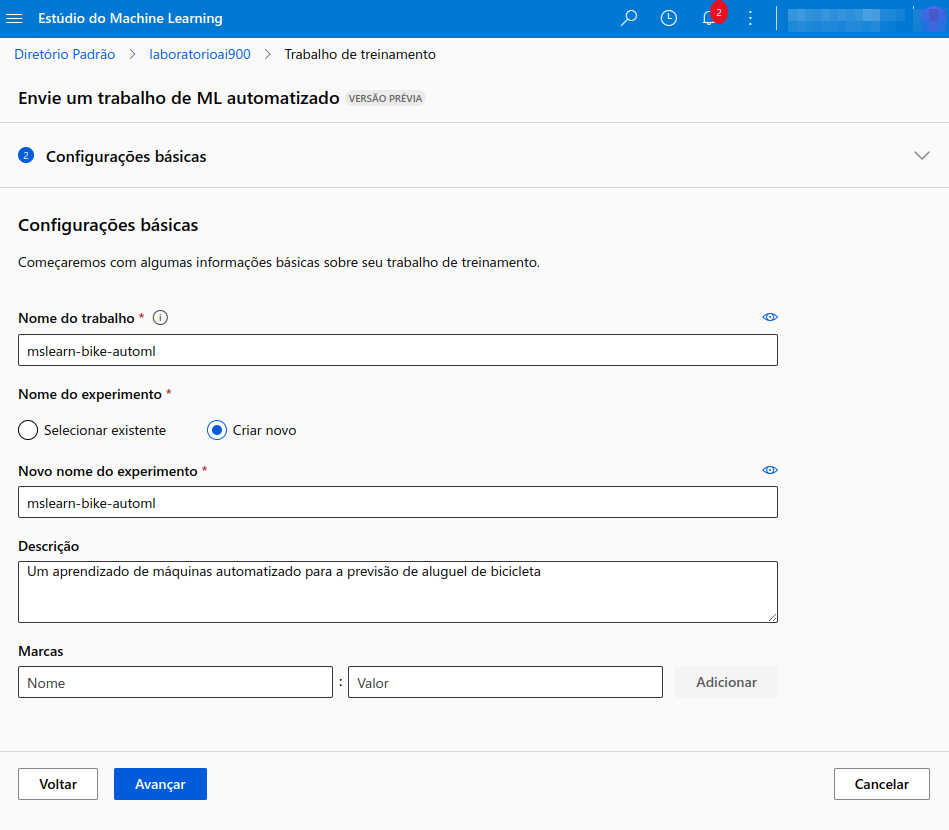 Estúdio do Machine Learning
2
Diretório Padrão > laboratorioai900 > Trabalho de treinamento
Envie um trabalho de ML automatizado VERSÃO PRÉVIA
2 Configurações básicas
Configurações básicas
Começaremos com algumas informações básicas sobre seu trabalho de treinamento.
Nome do trabalho *
mslearn-bike-automl
Nome do experimento *
Selecionar existente Criar novo
Novo nome do experimento *
mslearn-bike-automl
Descrição
Um aprendizado de máquinas automatizado para a previsão de aluguel de bicicleta
Marcas
Nome : Valor Adicionar
Voltar Avançar Cancelar